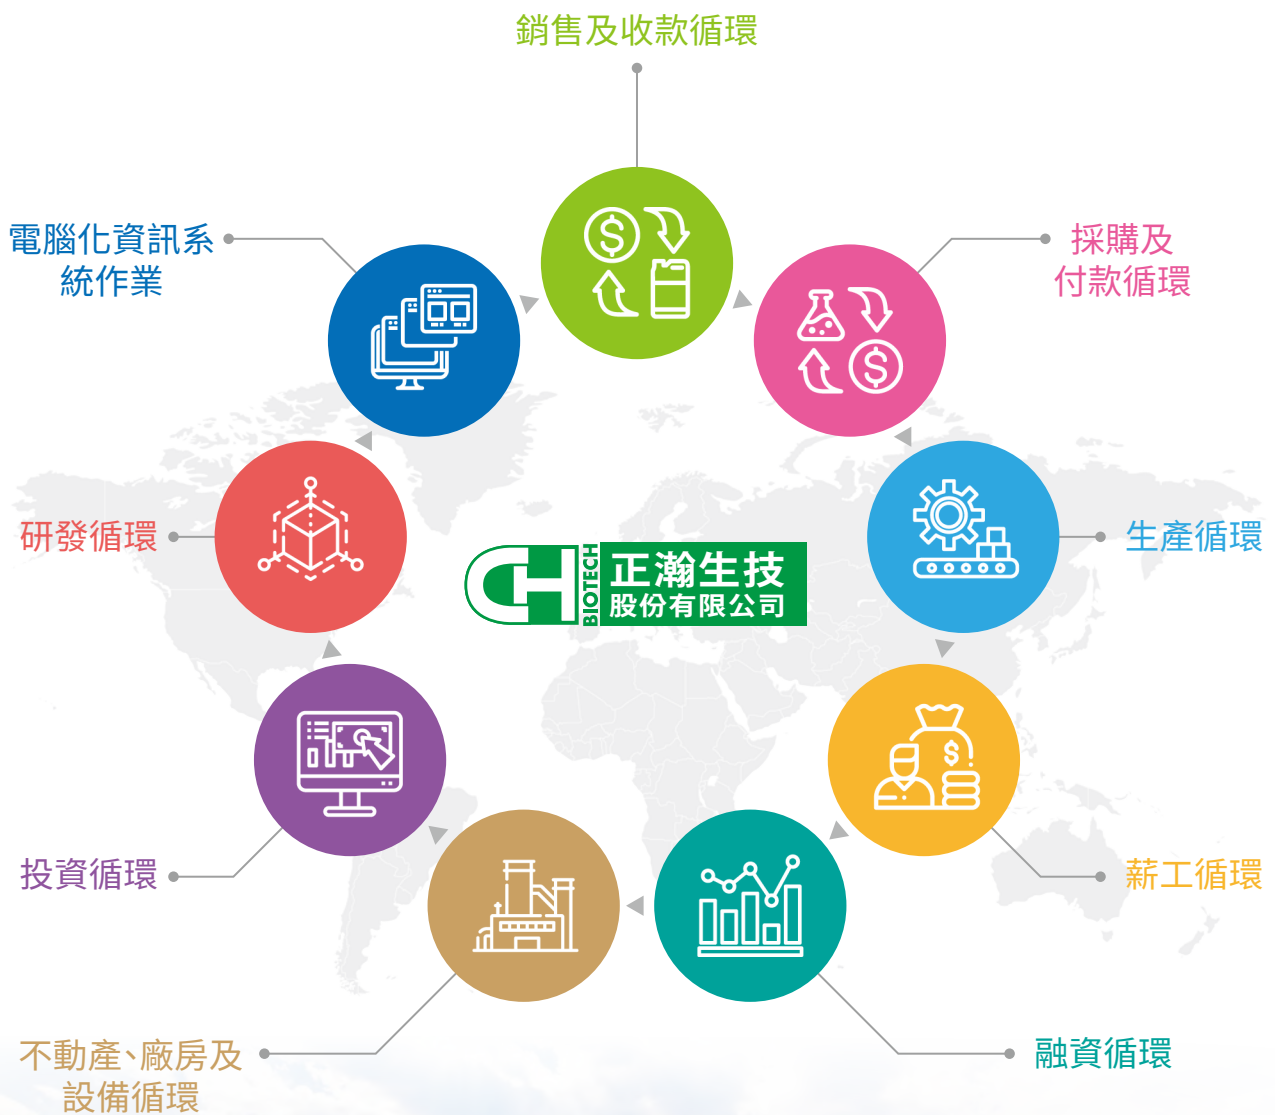 銷售及收款循環
電腦化資訊系
統作業
採購及
付款循環
研發循環
BIOTECH
正瀚生技
股份有限公司
生產循環
投資循環
薪工循環
不動產、廠房及
設備循環
融資循環